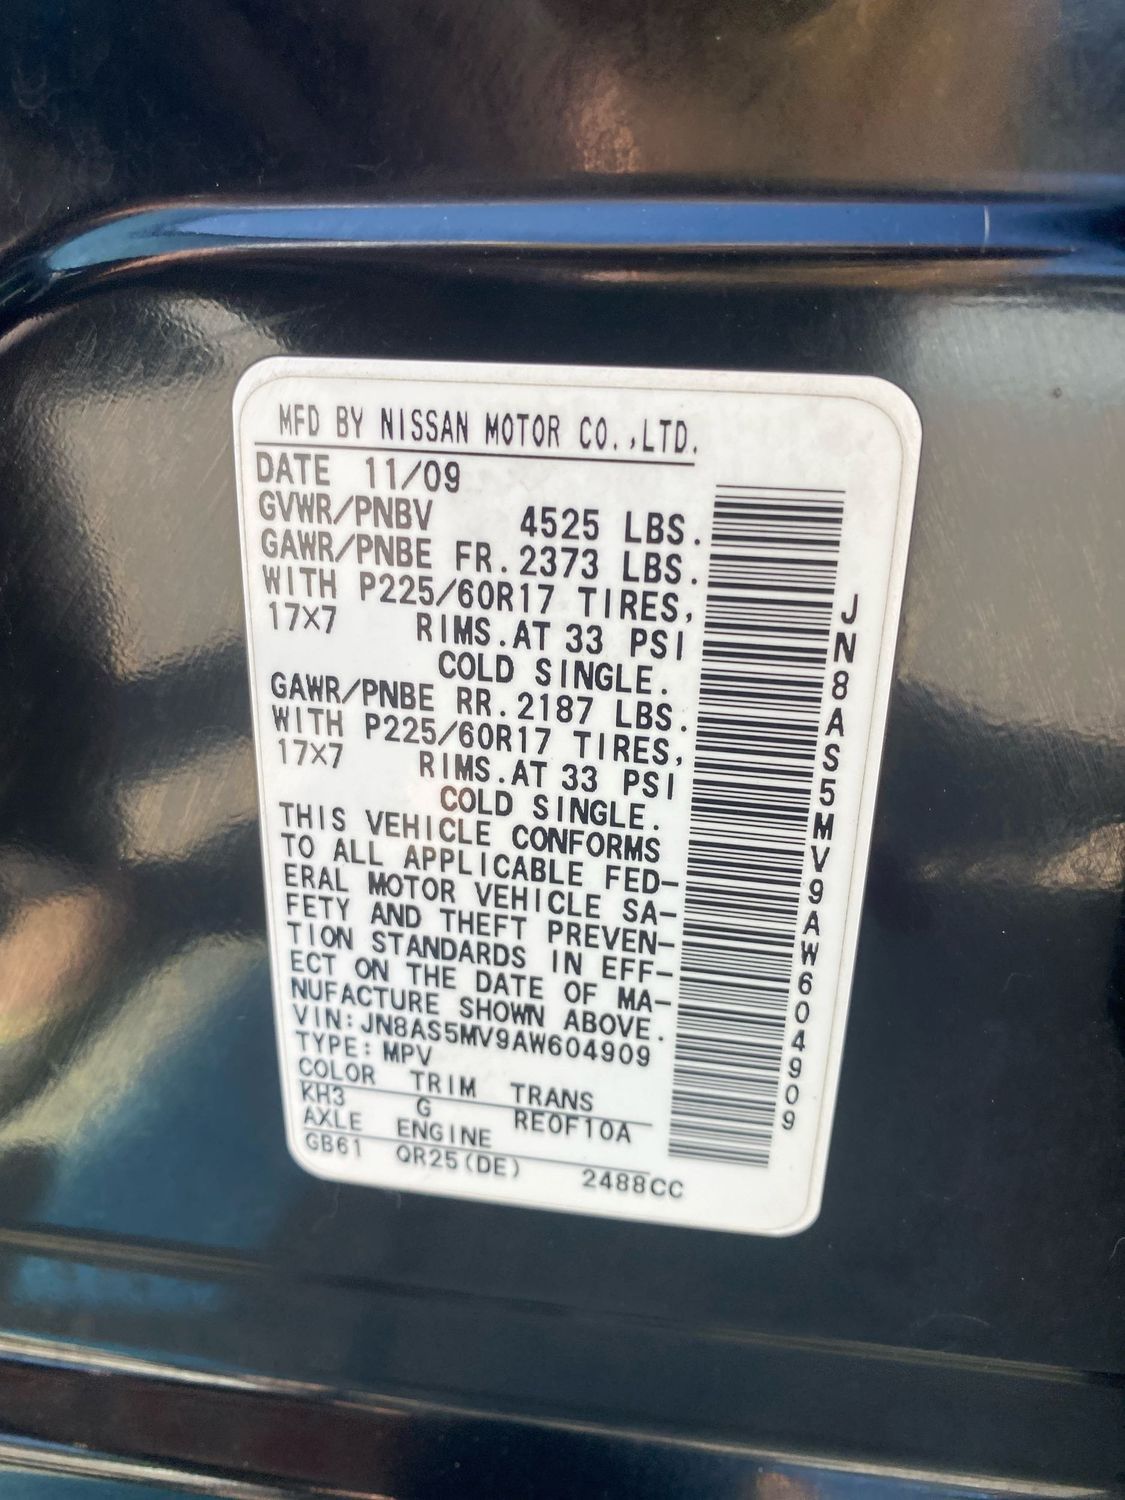 MFD BY NISSAN MOTOR CO.,LTD.
DATE 11/09
GVWR/PNBV 4525 LBS.
GAWR/PNBE FR. 2373 LBS.
WITH P225/60R17 TIRES,
17X7 RIMS. AT 33 PSI
COLD SINGLE.
GAWR/PNBE RR. 2187 LBS.
WITH P225/60R17 TIRES,
17X7 RIMS. AT 33 PSI
COLD SINGLE.
THIS VEHICLE CONFORMS
TO ALL APPLICABLE FED-
ERAL MOTOR VEHICLE SA-
FETY AND THEFT PREVEN-
TION STANDARDS IN EFF-
ECT ON THE DATE OF MA-
NUFACTURE SHOWN ABOVE.
VIN: JN8AS5MV9AW604909
TYPE: MPV
COLOR TRIM TRANS
KH3 G RE0F10A
AXLE ENGINE
GB61 QR25(DE) 2488CC
JN8AS5MV9AW604909